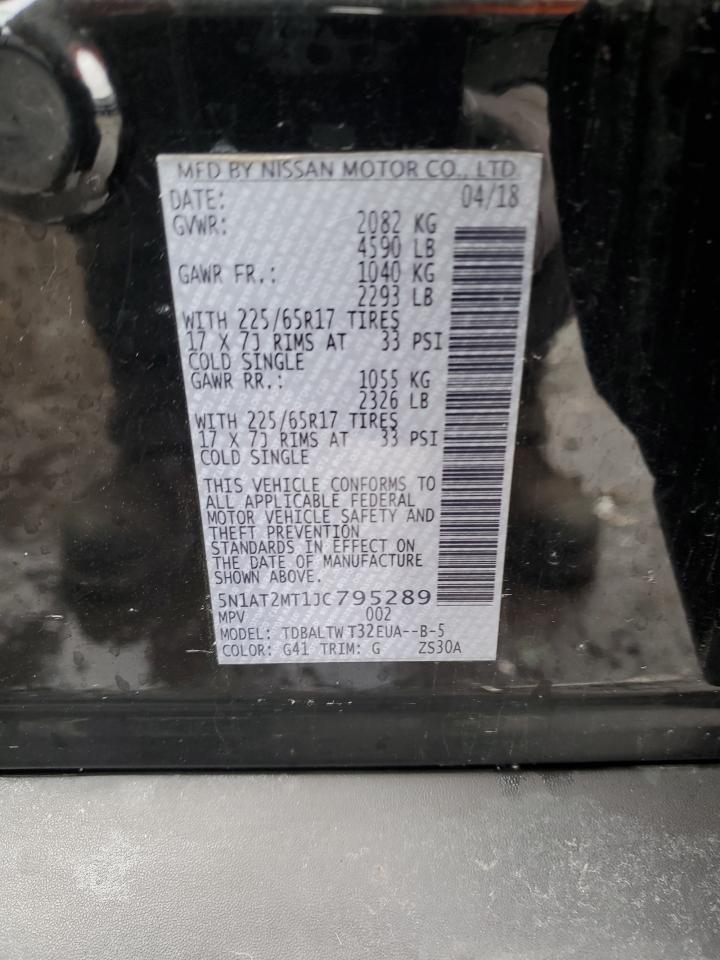 MFD BY NISSAN MOTOR CO., LTD.
DATE: 04/18
GVWR: 2082 KG
4590 LB
GAWR FR.: 1040 KG
2293 LB
WITH 225/65R17 TIRES
17 X 7J RIMS AT 33 PSI
COLD SINGLE
GAWR RR.: 1055 KG
2326 LB
WITH 225/65R17 TIRES
17 X 7J RIMS AT 33 PSI
COLD SINGLE
THIS VEHICLE CONFORMS TO
ALL APPLICABLE FEDERAL
MOTOR VEHICLE SAFETY AND
THEFT PREVENTION
STANDARDS IN EFFECT ON
THE DATE OF MANUFACTURE
SHOWN ABOVE.
5N1AT2MT1JC795289
MPV 002
MODEL: TDBALTW T32EUA--B-5
COLOR: G41 TRIM: G ZS30A